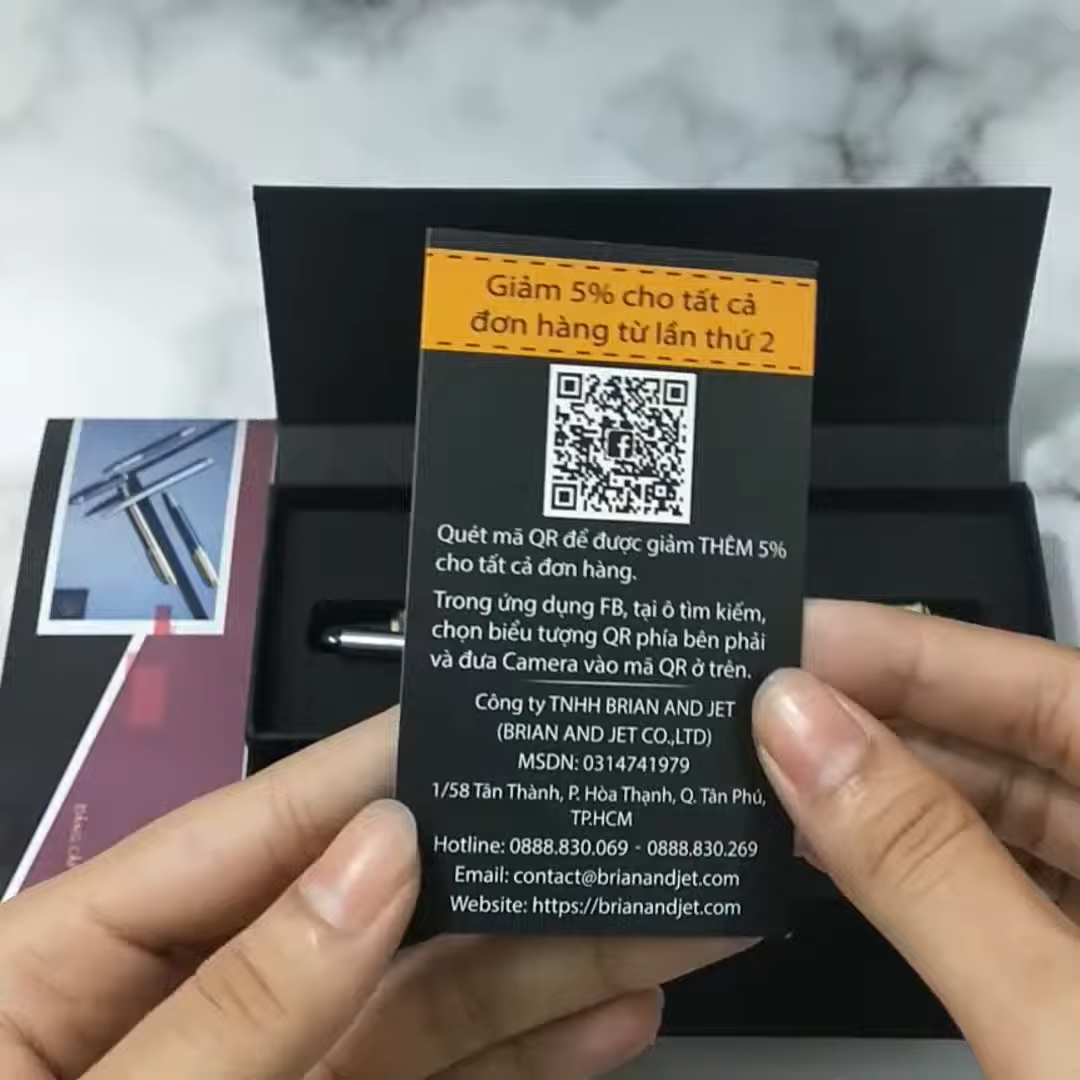 Giảm 5% cho tất cả
đơn hàng từ lần thứ 2
Quét mã QR để được giảm THÊM 5%
cho tất cả đơn hàng.
Trong ứng dụng FB, tại ô tìm kiếm,
chọn biểu tượng QR phía bên phải
và đưa Camera vào mã QR ở trên.
Công ty TNHH BRIAN AND JET
(BRIAN AND JET CO.,LTD)
MSDN: 0314741979
1/58 Tân Thành, P. Hòa Thạnh, Q. Tân Phú,
TP.HCM
Hotline: 0888.830.069 - 0888.830.269
Email: contact@brianandjet.com
Website: https://brianandjet.com